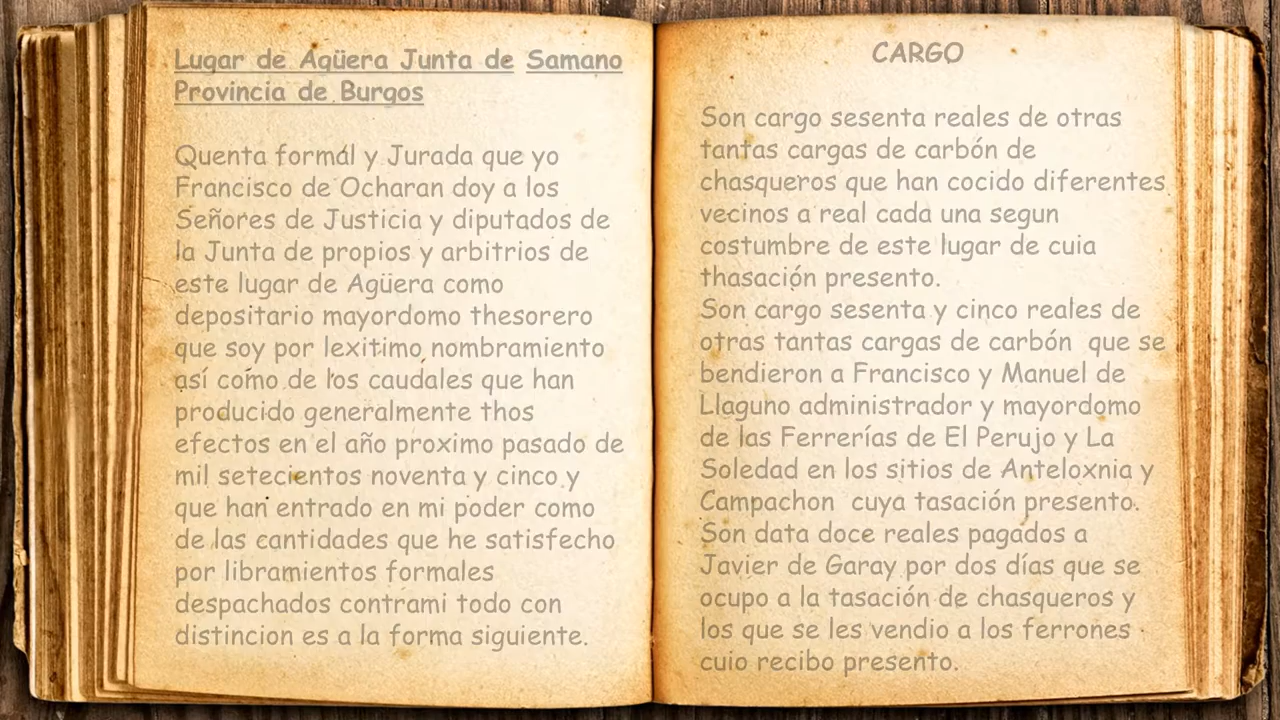 Lugar de Agüera Junta de Samano
Provincia de Burgos
Quenta formál y Jurada que yo
Francisco de Ocharan doy a los
Señores de Justicia y diputados de
la Junta de propios y arbitrios de
este lugar de Agüera como
depositario mayordomo thesorero
que soy por lexitimo nombramiento
así como de los caudales que han
producido generalmente thos
efectos en el año proximo pasado de
mil setecientos noventa y cinco y
que han entrado en mi poder como
de las cantidades que he satisfecho
por libramientos formales
despachados contrami todo con
distincion es a la forma siguiente.
CARGO
Son cargo sesenta reales de otras
tantas cargas de carbón de
chasqueros que han cocido diferentes
vecinos a real cada una segun
costumbre de este lugar de cuia
thasación presento.
Son cargo sesenta y cinco reales de
otras tantas cargas de carbón  que se
bendieron a Francisco y Manuel de
Llaguno administrador y mayordomo
de las Ferrerías de El Perujo y La
Soledad en los sitios de Anteloxnia y
Campachon  cuya tasación presento.
Son data doce reales pagados a
Javier de Garay por dos días que se
ocupo a la tasación de chasqueros y
los que se les vendio a los ferrones
cuio recibo presento.